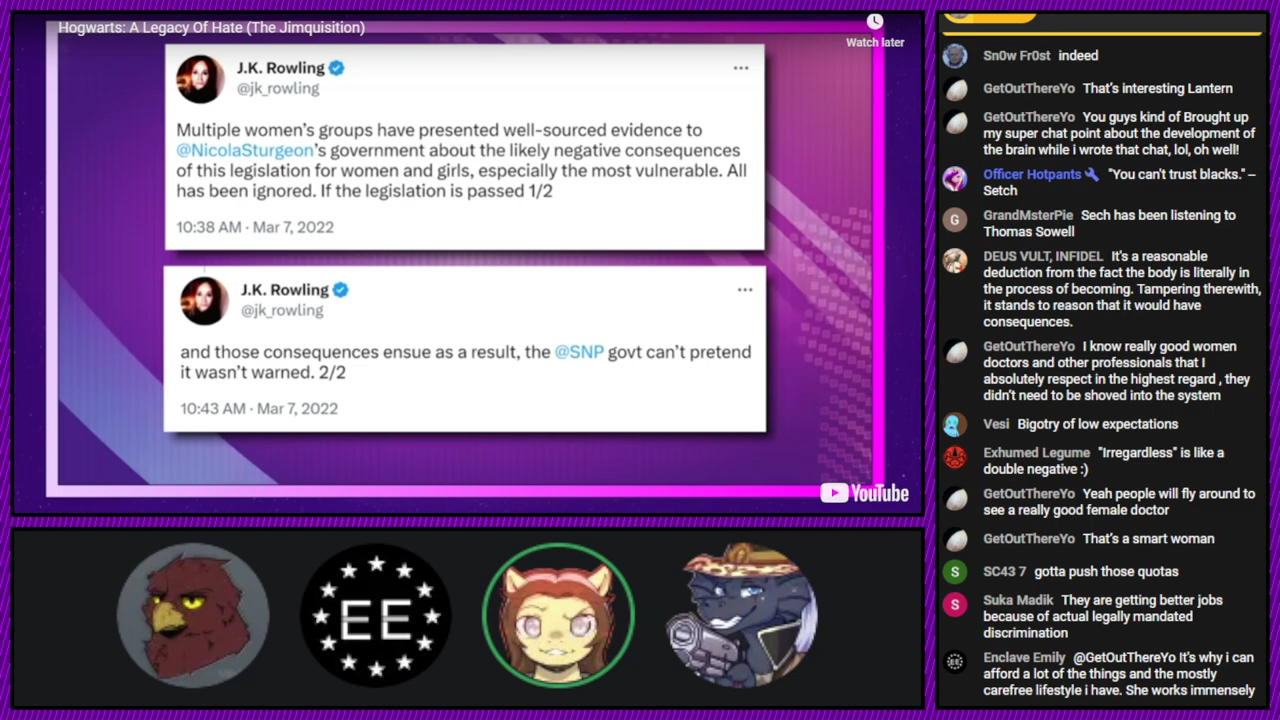 Hogwarts: A Legacy Of Hate (The Jimquisition)
Watch later
J.K. Rowling
@jk_rowling
Multiple women's groups have presented well-sourced evidence to
@NicolaSturgeon's government about the likely negative consequences
of this legislation for women and girls, especially the most vulnerable. All
has been ignored. If the legislation is passed 1/2
10:38 AM · Mar 7, 2022
J.K. Rowling
@jk_rowling
and those consequences ensue as a result, the @SNP govt can't pretend
it wasn't warned. 2/2
10:43 AM · Mar 7, 2022
YouTube
EE
Sn0w Fr0st indeed
GetOutThereYo That's interesting Lantern
GetOutThereYo You guys kind of Brought up
my super chat point about the development of
the brain while i wrote that chat, lol, oh well!
Officer Hotpants "You can't trust blacks." –
Setch
G
GrandMsterPie Sech has been listening to
Thomas Sowell
DEUS VULT, INFIDEL It's a reasonable
deduction from the fact the body is literally in
the process of becoming. Tampering therewith,
it stands to reason that it would have
consequences.
GetOutThereYo I know really good women
doctors and other professionals that I
absolutely respect in the highest regard , they
didn't need to be shoved into the system
Vesi Bigotry of low expectations
Exhumed Legume "Irregardless" is like a
double negative :)
GetOutThereYo Yeah people will fly around to
see a really good female doctor
GetOutThereYo That's a smart woman
S
SC43 7 gotta push those quotas
S
Suka Madik They are getting better jobs
because of actual legally mandated
discrimination
EE
Enclave Emily @GetOutThereYo It's why i can
afford a lot of the things and the mostly
carefree lifestyle i have. She works immensely